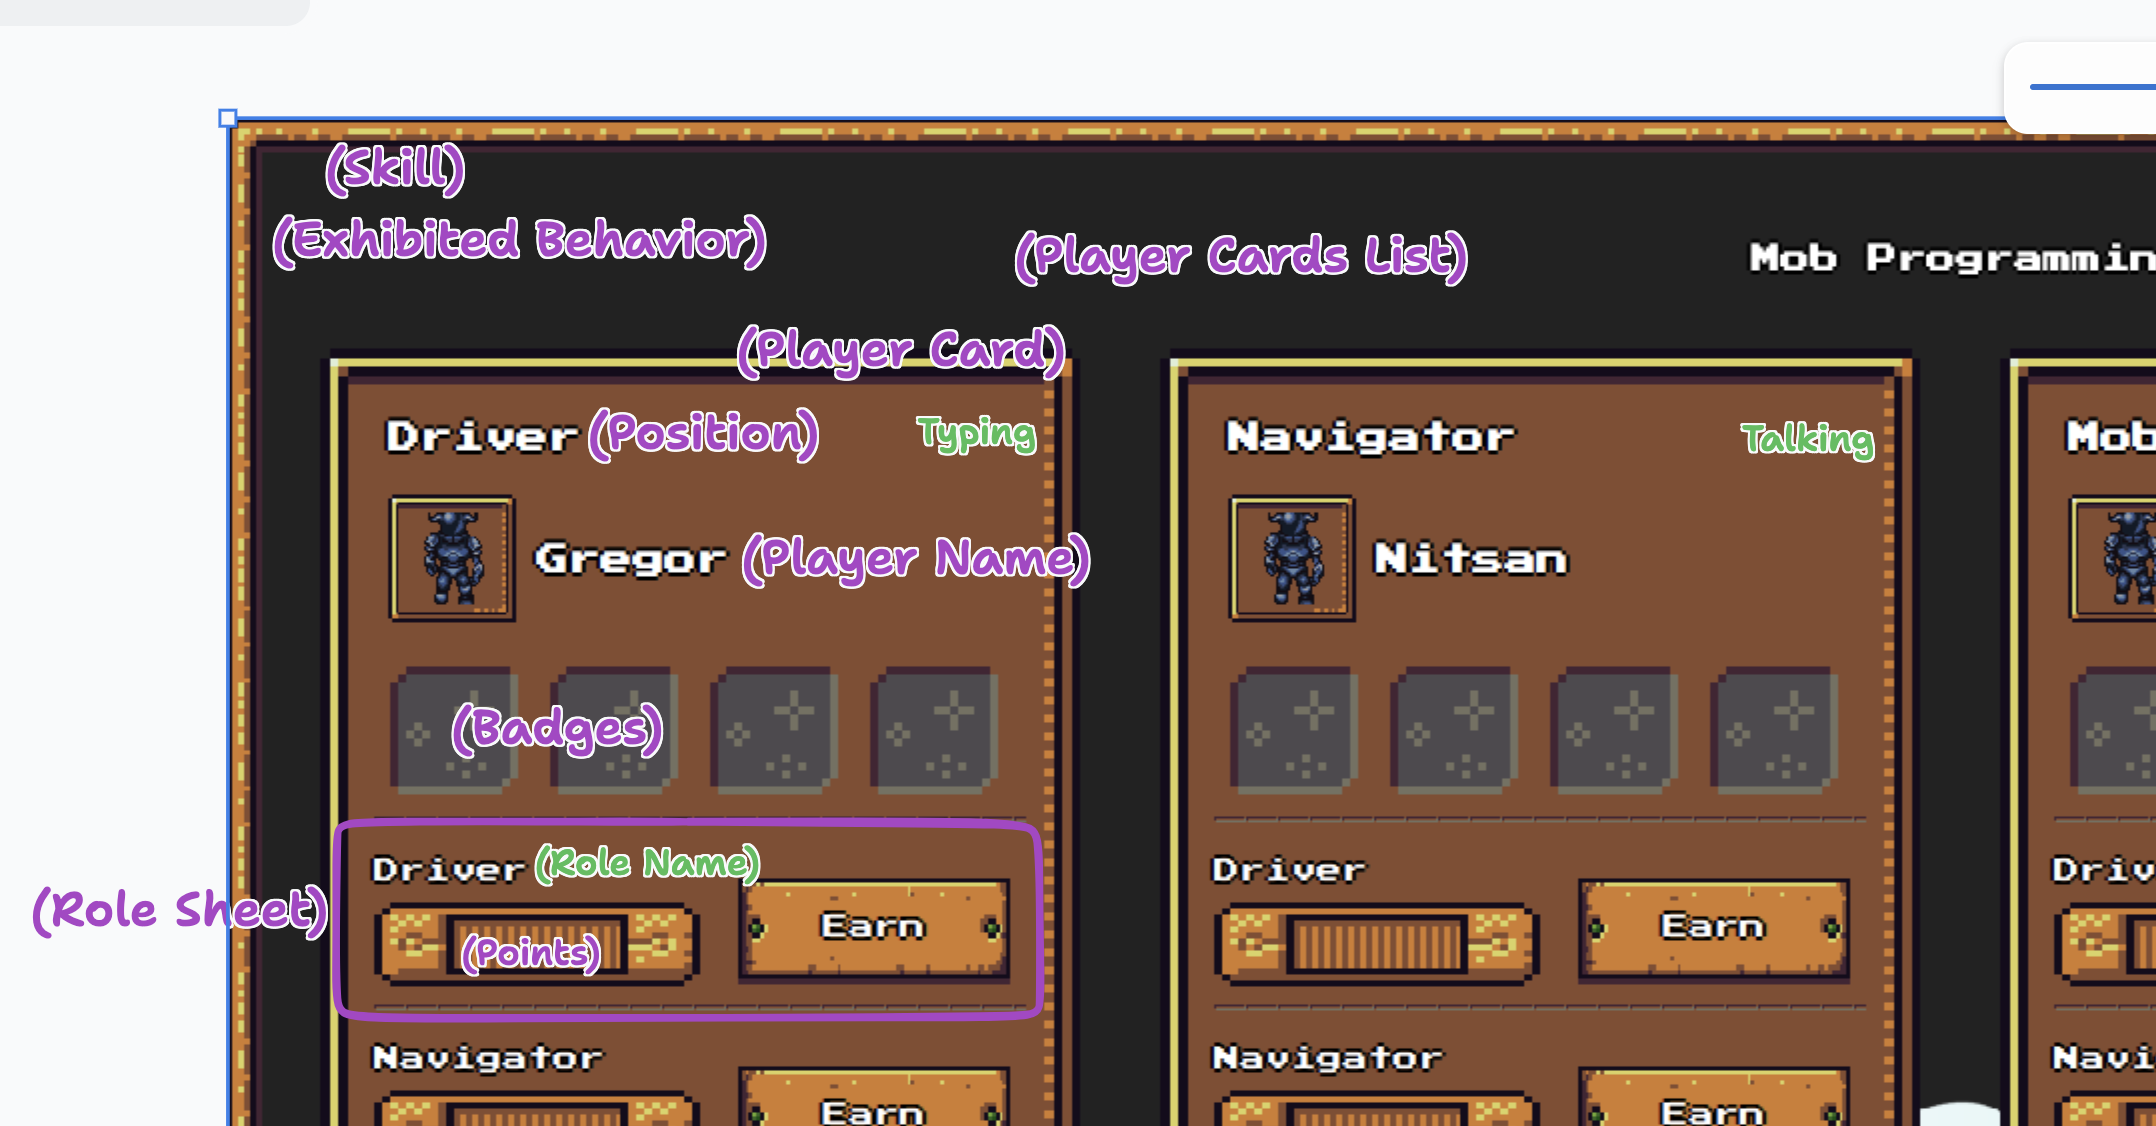 (Skill)
(Exhibited Behavior)
(Player Cards List)
Mob Programmin
(Player Card)
Driver (Position) Typing
Gregor (Player Name)
(Badges)
(Role Sheet)
Driver (Role Name)
(Points)
Earn
Navigator
Earn
Navigator Talking
Nitsan
Driver
Earn
Navigator
Earn
Mob
Driv
Navi